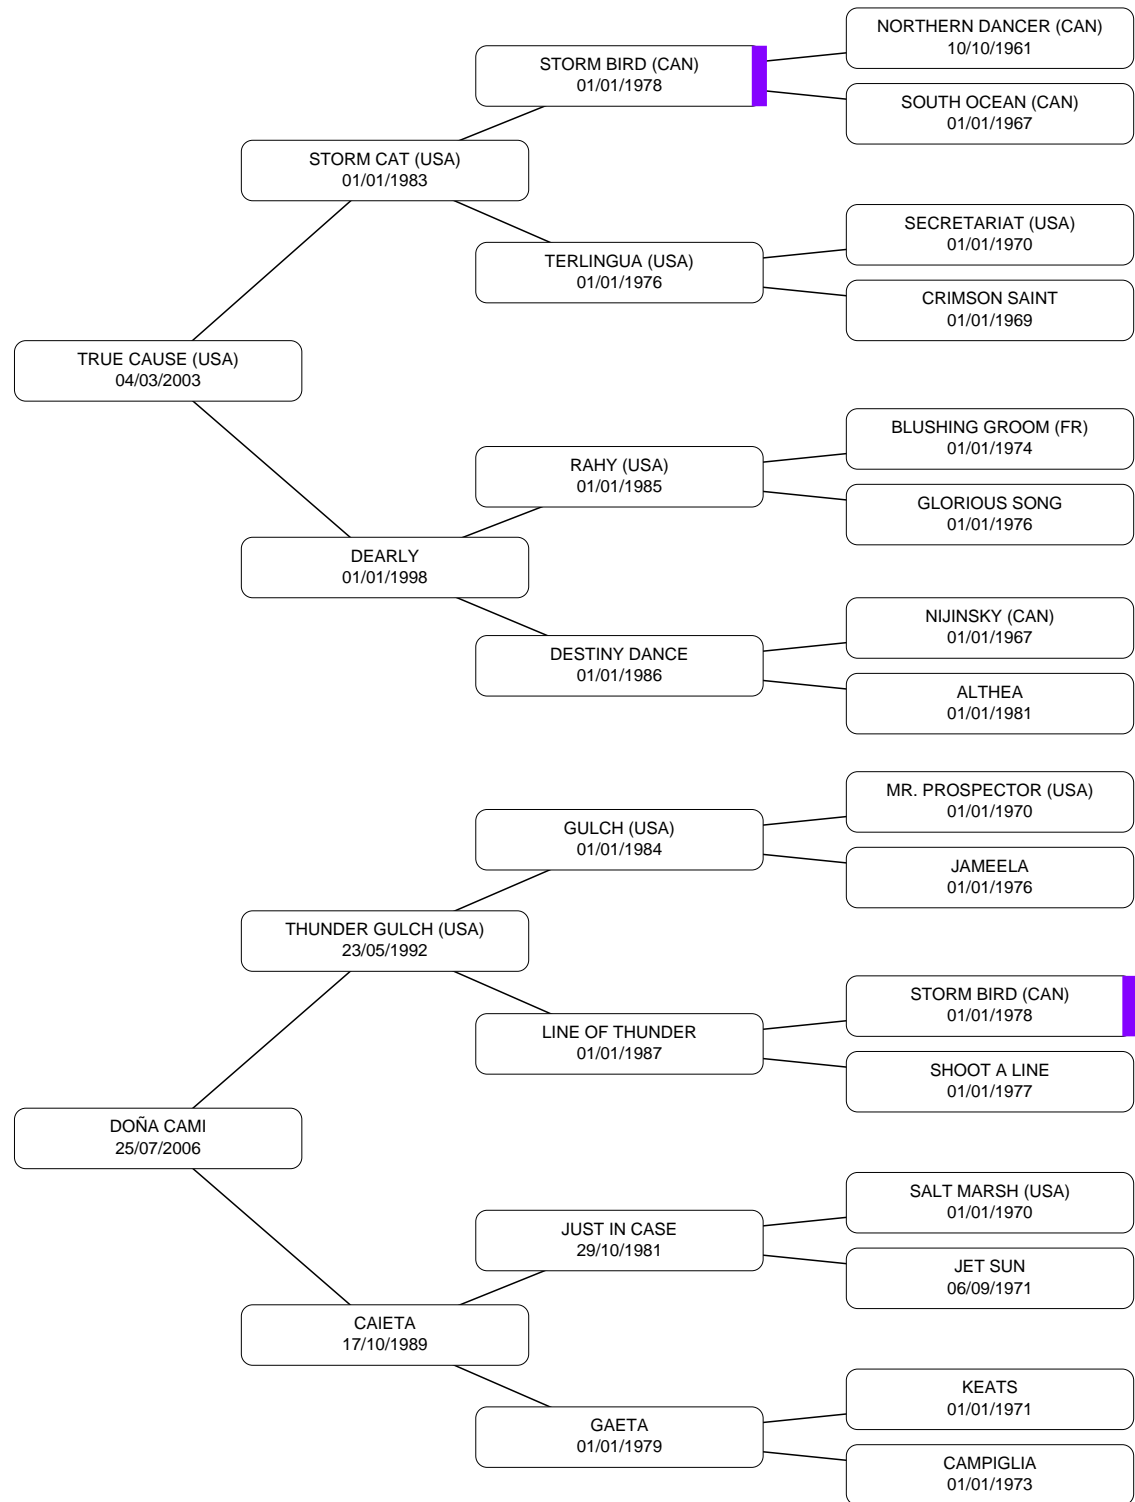 NORTHERN DANCER (CAN)
10/10/1961
STORM BIRD (CAN)
01/01/1978
SOUTH OCEAN (CAN)
01/01/1967
STORM CAT (USA)
01/01/1983
SECRETARIAT (USA)
01/01/1970
TERLINGUA (USA)
01/01/1976
CRIMSON SAINT
01/01/1969
TRUE CAUSE (USA)
04/03/2003
BLUSHING GROOM (FR)
01/01/1974
RAHY (USA)
01/01/1985
GLORIOUS SONG
01/01/1976
DEARLY
01/01/1998
NIJINSKY (CAN)
01/01/1967
DESTINY DANCE
01/01/1986
ALTHEA
01/01/1981
MR. PROSPECTOR (USA)
01/01/1970
GULCH (USA)
01/01/1984
JAMEELA
01/01/1976
THUNDER GULCH (USA)
23/05/1992
STORM BIRD (CAN)
01/01/1978
LINE OF THUNDER
01/01/1987
SHOOT A LINE
01/01/1977
DOÑA CAMI
25/07/2006
SALT MARSH (USA)
01/01/1970
JUST IN CASE
29/10/1981
JET SUN
06/09/1971
CAIETA
17/10/1989
KEATS
01/01/1971
GAETA
01/01/1979
CAMPIGLIA
01/01/1973